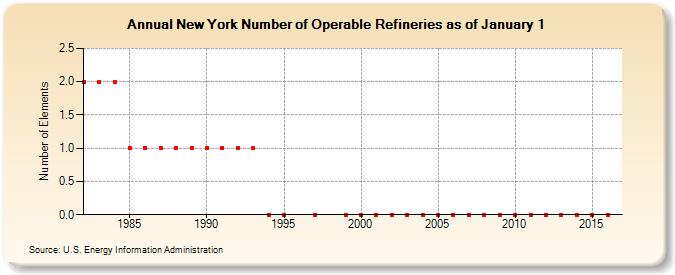 Annual New York Number of Operable Refineries as of January 1
Number of Elements
2.5
2.0
1.5
1.0
0.5
0.0
1985 1990 1995 2000 2005 2010 2015
Source: U.S. Energy Information Administration